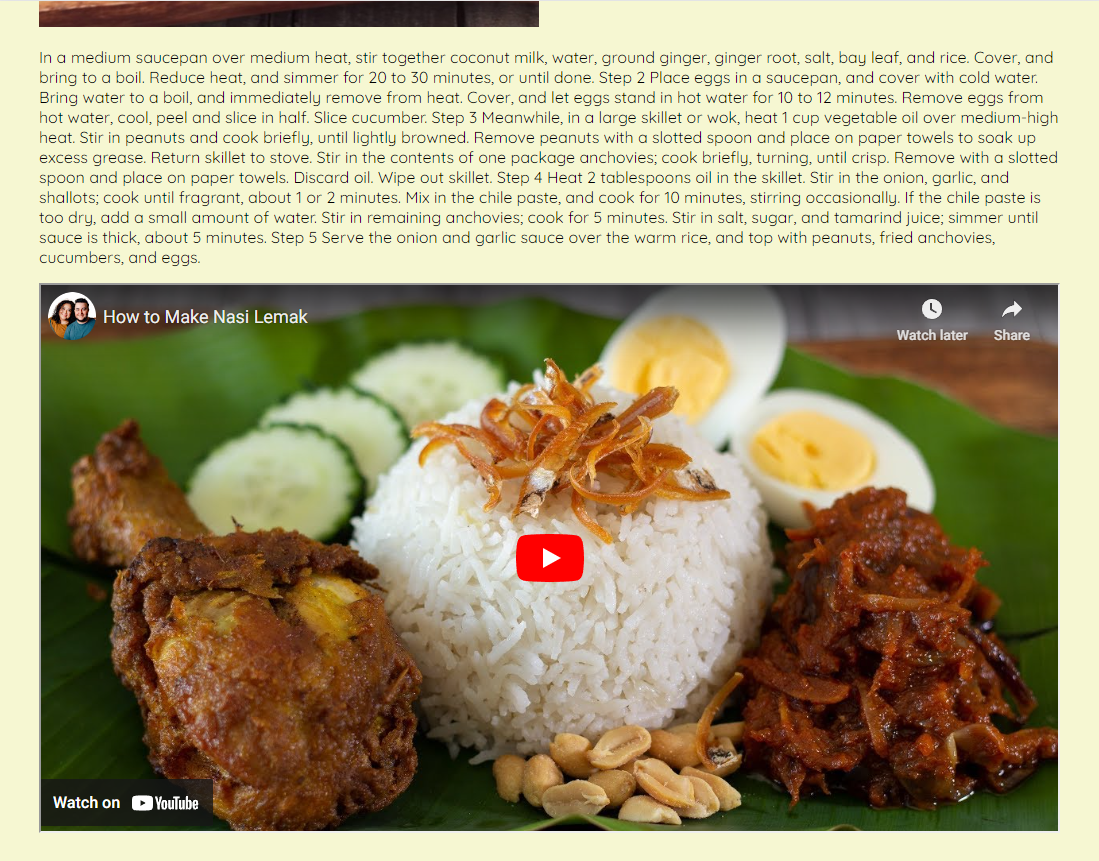 In a medium saucepan over medium heat, stir together coconut milk, water, ground ginger, ginger root, salt, bay leaf, and rice. Cover, and
bring to a boil. Reduce heat, and simmer for 20 to 30 minutes, or until done. Step 2 Place eggs in a saucepan, and cover with cold water.
Bring water to a boil, and immediately remove from heat. Cover, and let eggs stand in hot water for 10 to 12 minutes. Remove eggs from
hot water, cool, peel and slice in half. Slice cucumber. Step 3 Meanwhile, in a large skillet or wok, heat 1 cup vegetable oil over medium-high
heat. Stir in peanuts and cook briefly, until lightly browned. Remove peanuts with a slotted spoon and place on paper towels to soak up
excess grease. Return skillet to stove. Stir in the contents of one package anchovies; cook briefly, turning, until crisp. Remove with a slotted
spoon and place on paper towels. Discard oil. Wipe out skillet. Step 4 Heat 2 tablespoons oil in the skillet. Stir in the onion, garlic, and
shallots; cook until fragrant, about 1 or 2 minutes. Mix in the chile paste, and cook for 10 minutes, stirring occasionally. If the chile paste is
too dry, add a small amount of water. Stir in remaining anchovies; cook for 5 minutes. Stir in salt, sugar, and tamarind juice; simmer until
sauce is thick, about 5 minutes. Step 5 Serve the onion and garlic sauce over the warm rice, and top with peanuts, fried anchovies,
cucumbers, and eggs.
How to Make Nasi Lemak
Watch later
Share
Watch on YouTube